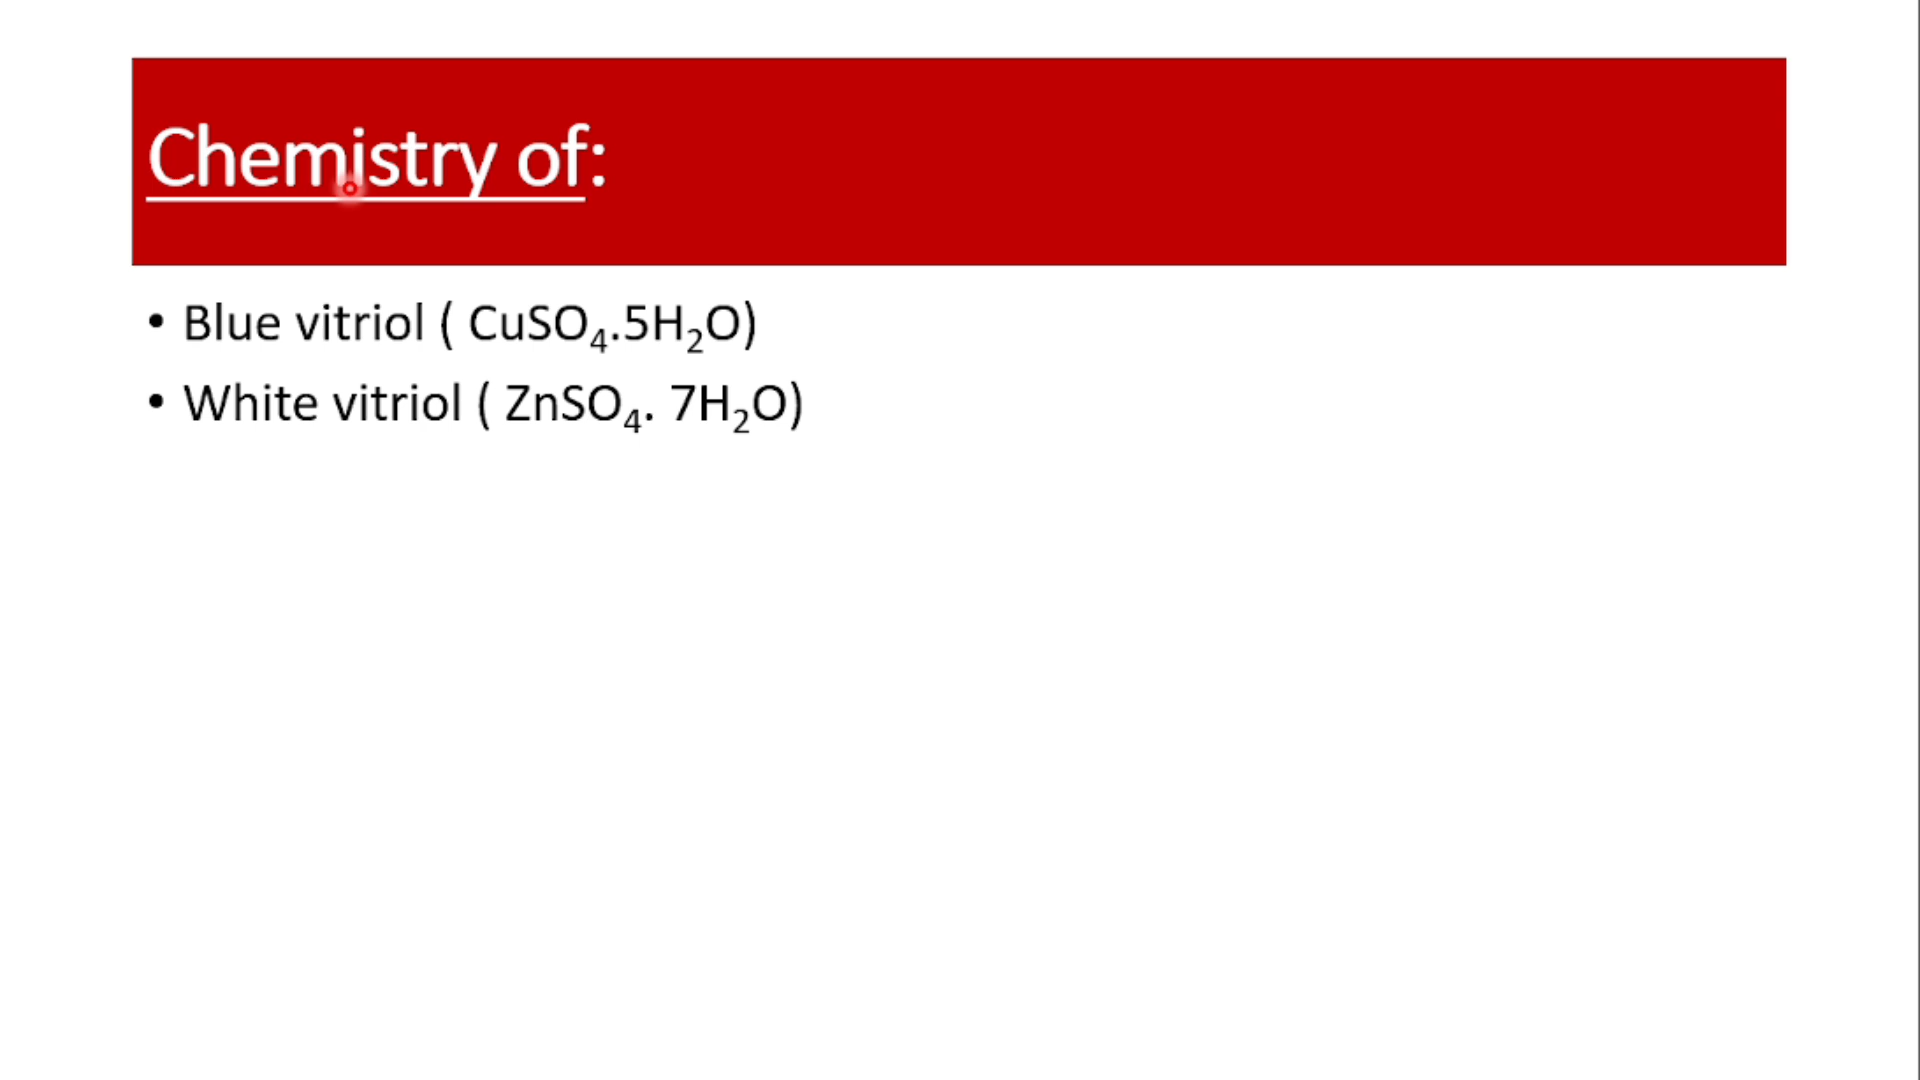 Chemistry of:
• Blue vitriol ( CuSO₄.5H₂O)
• White vitriol ( ZnSO₄. 7H₂O)